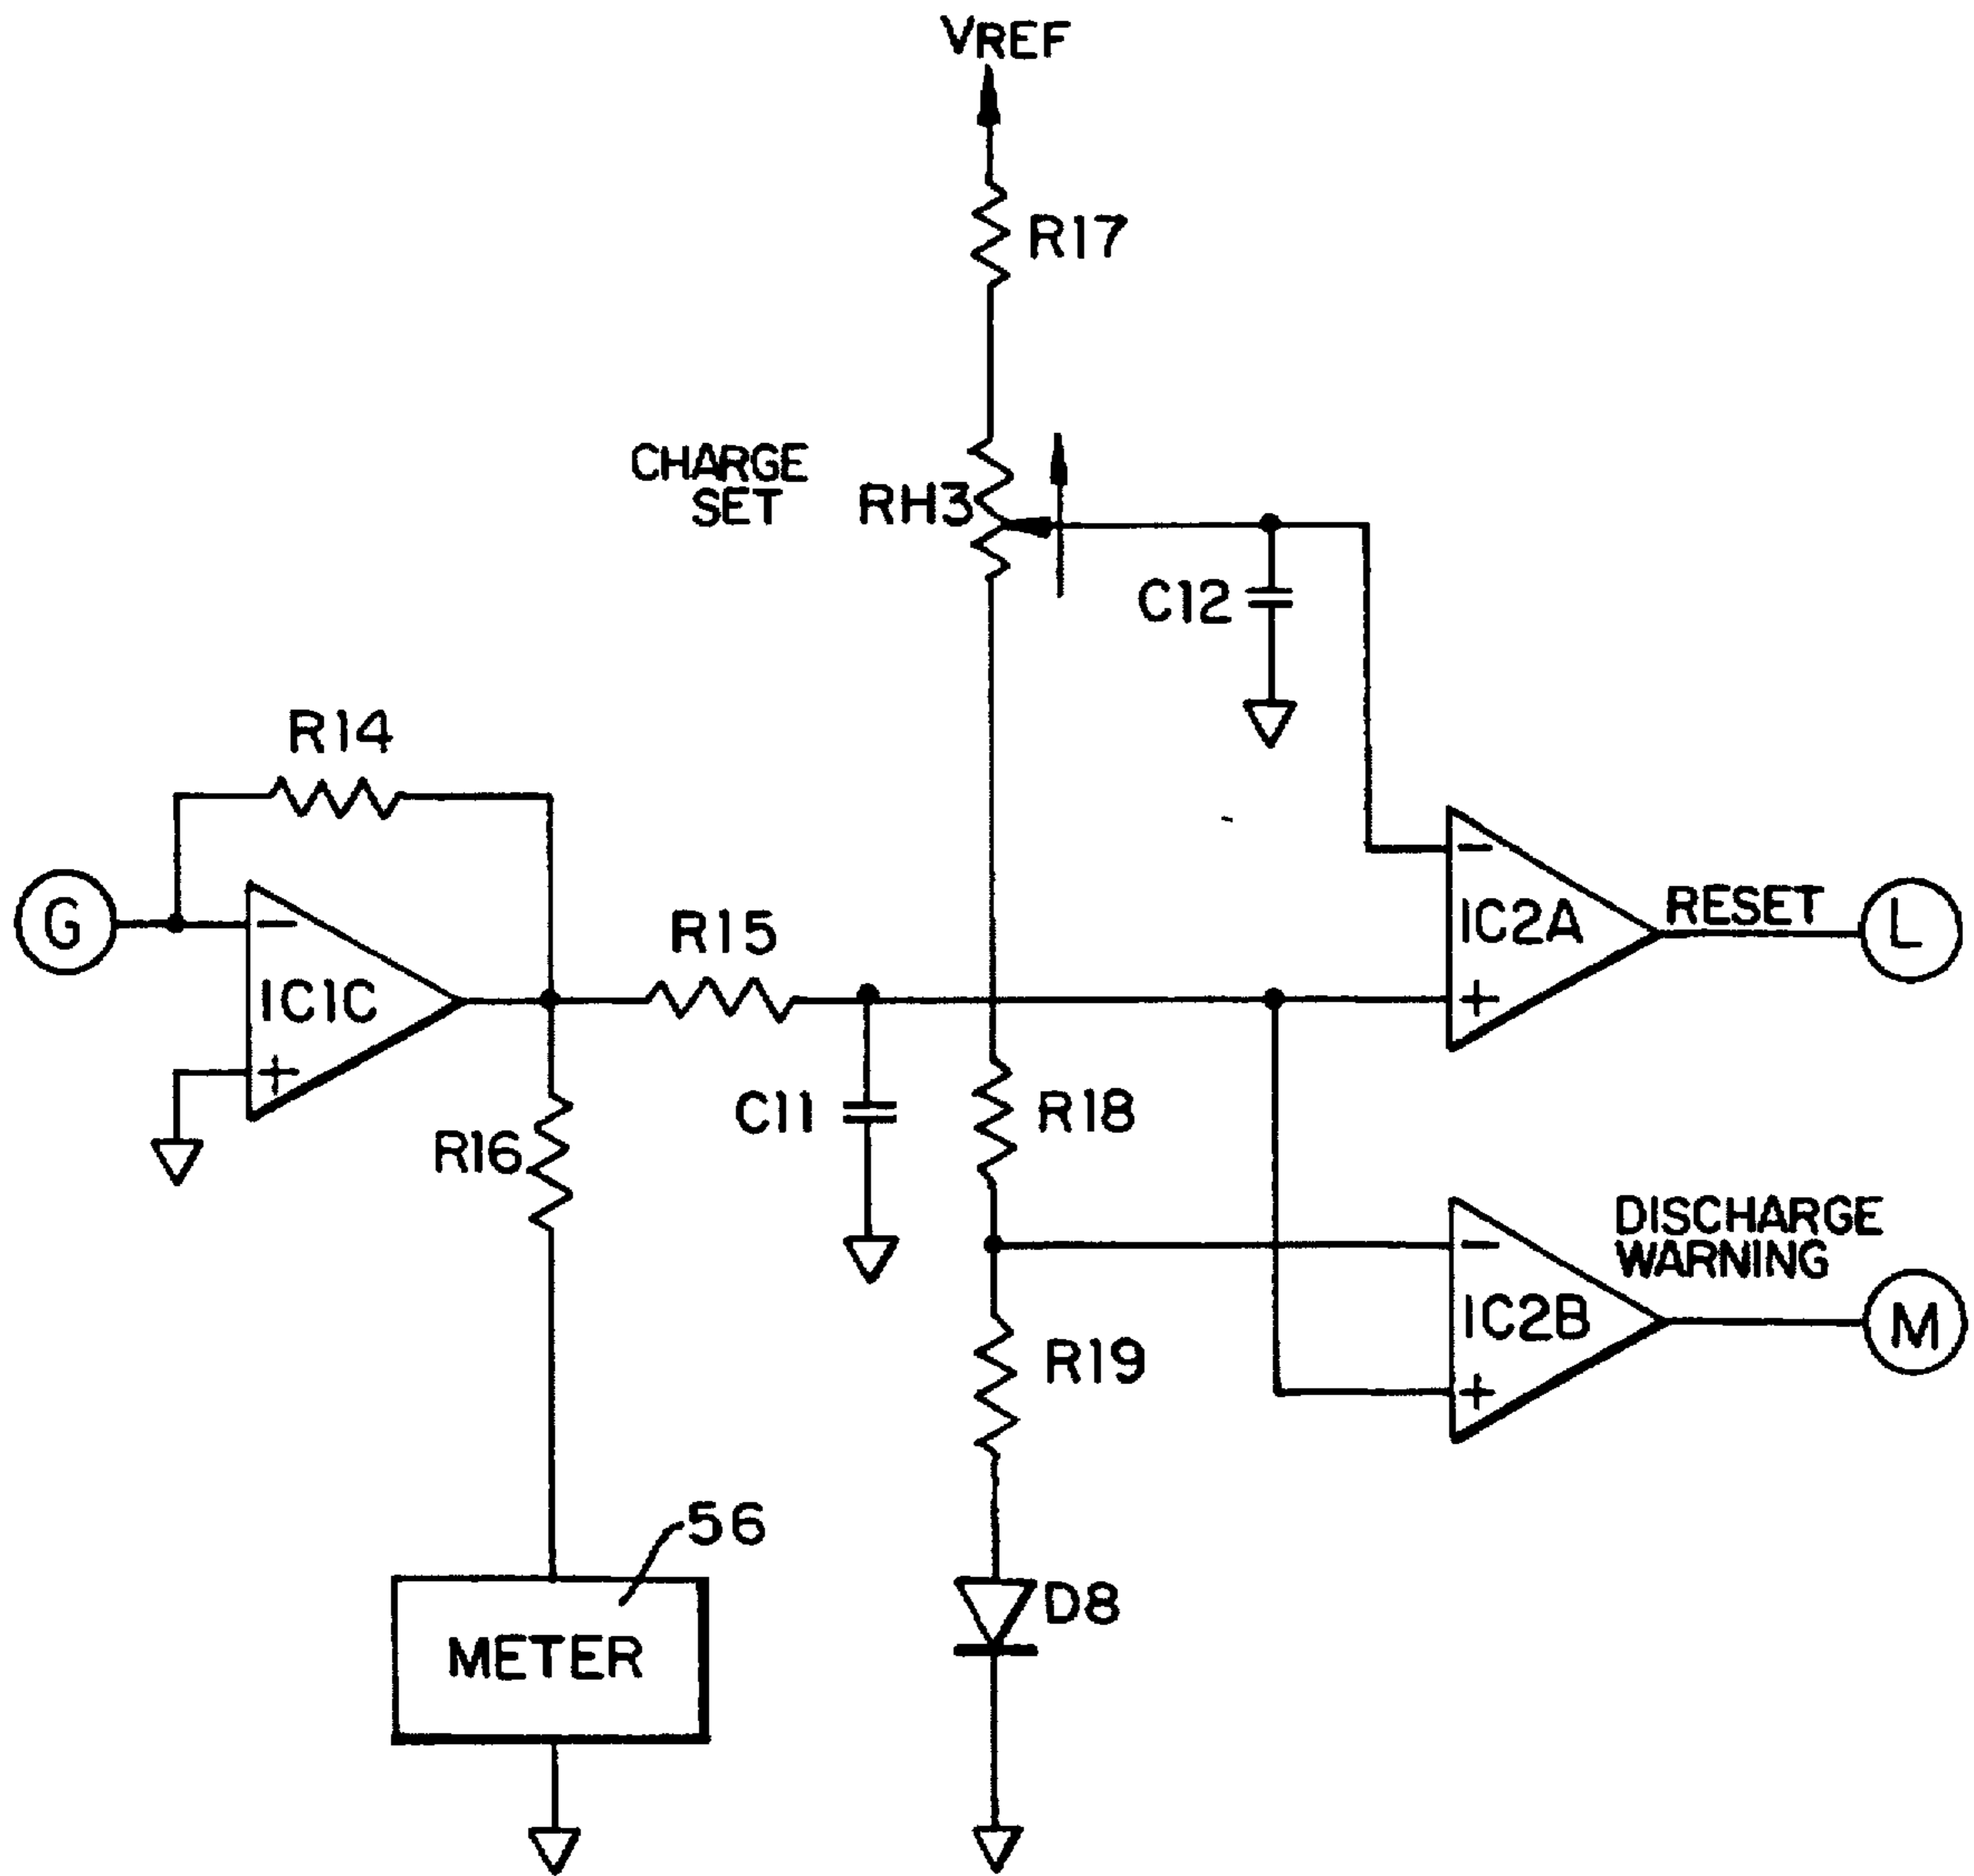 VREF
R17
CHARGE
SET
RH3
C12
R14
G
-
IC1C
+
R15
-
IC2A
+
RESET
L
R16
C11
R18
DISCHARGE
WARNING
-
IC2B
+
M
R19
56
METER
D8